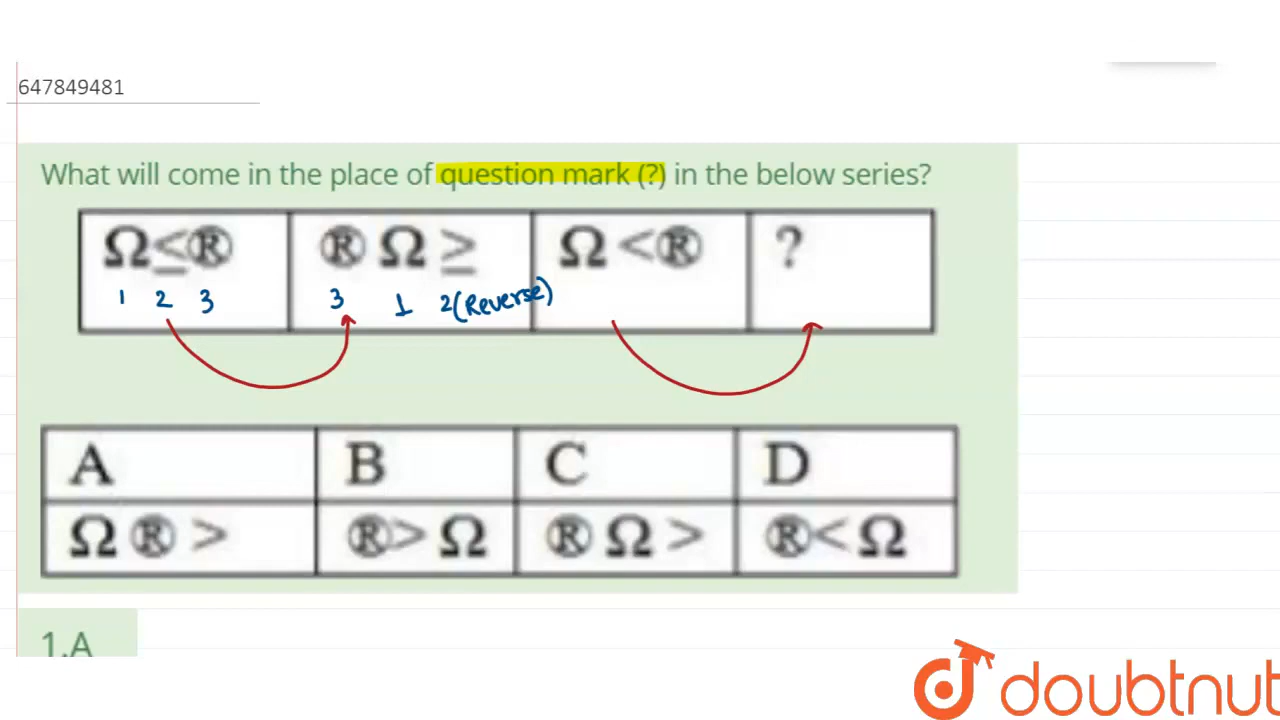 647849481
What will come in the place of question mark (?) in the below series?
Ω≤® ® Ω ≥ Ω <® ?
1 2 3 3 1 2(Reverse)
A B C D
Ω ® > ®> Ω ® Ω > ®< Ω
1.A
doubtnut